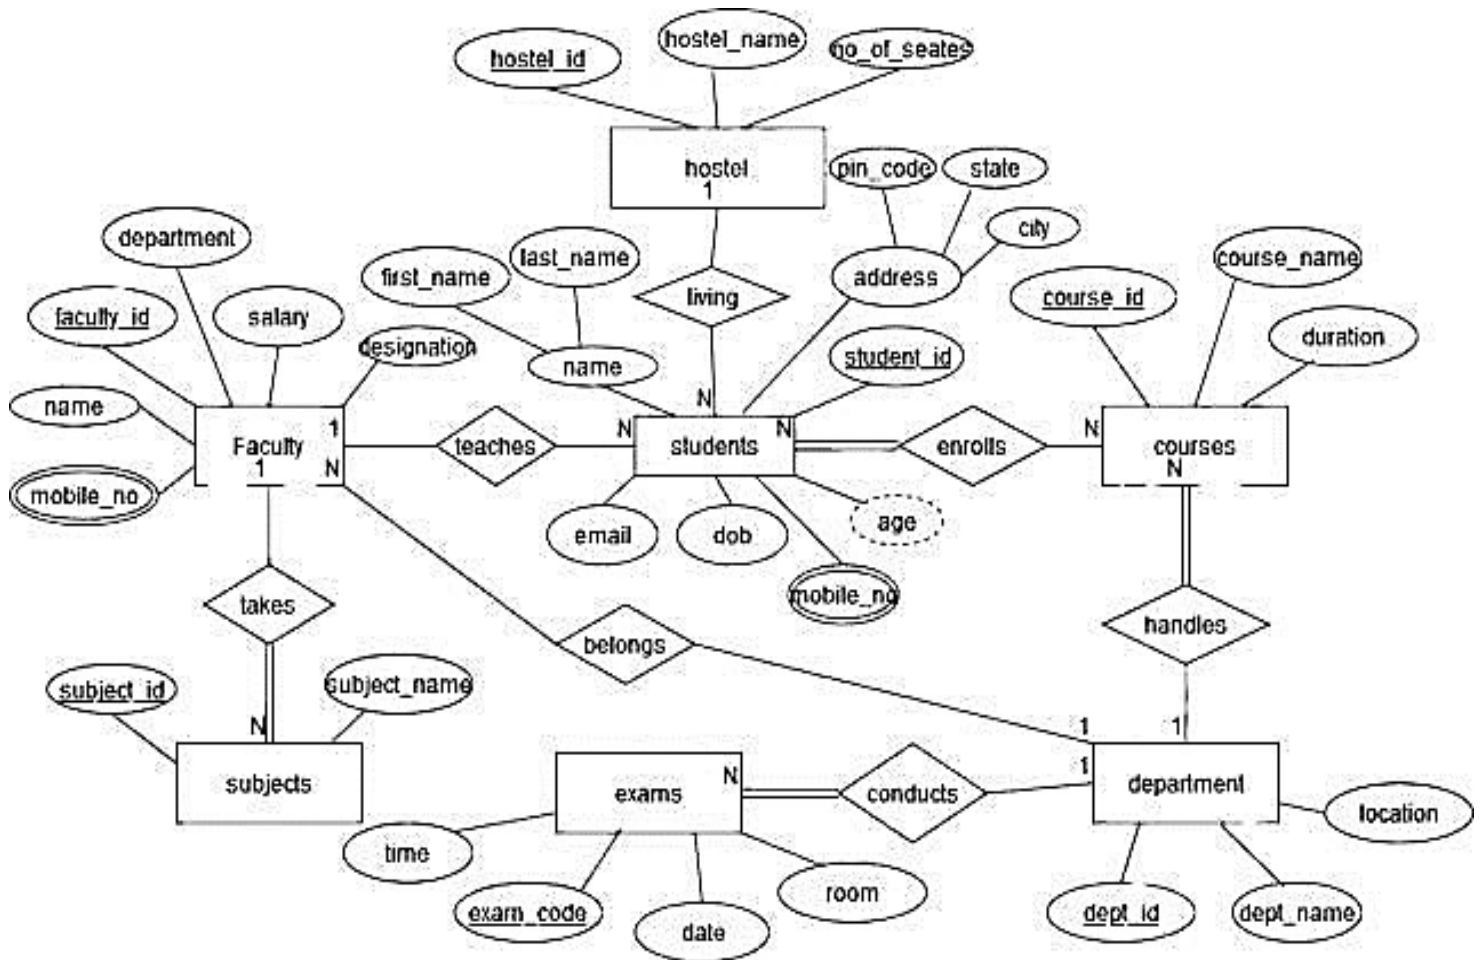 hostel_name
no_of_seates
hostel_id
hostel
1
pin_code
state
city
department
last_name
first_name
address
course_name
living
course_id
faculty_id
salary
designation
name
student_id
duration
name
N
1
N
N
N
Faculty
teaches
students
enrolls
courses
1
N
N
mobile_no
email
dob
age
mobile_no
takes
belongs
handles
subject_id
subject_name
N
1
1
subjects
exams
N
conducts
1
department
location
time
room
exam_code
date
dept_id
dept_name